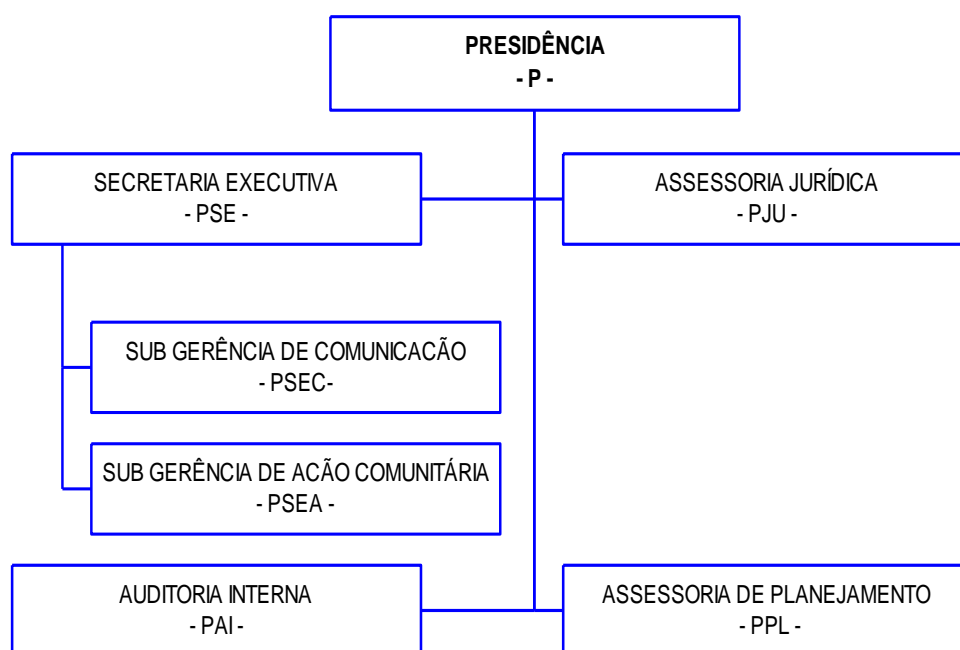 PRESIDÊNCIA
- P -
SECRETARIA EXECUTIVA
- PSE -
ASSESSORIA JURÍDICA
- PJU -
SUB GERÊNCIA DE COMUNICACÃO
- PSEC-
SUB GERÊNCIA DE ACÃO COMUNITÁRIA
- PSEA -
AUDITORIA INTERNA
- PAI -
ASSESSORIA DE PLANEJAMENTO
- PPL -